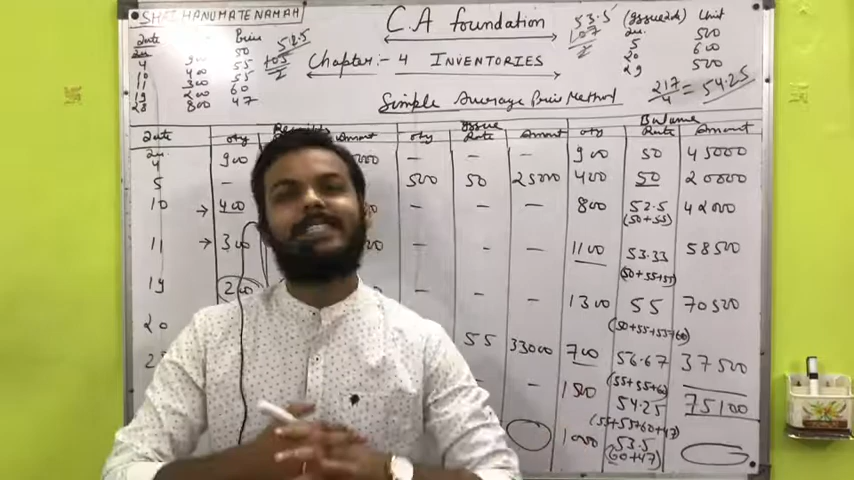 SHREE HANUMATE NAMAH
C.A foundation
Chapter:- 4 INVENTORIES
Simple Average Price Method
Date Price
4 900 50
10 400 55
11 300 55
19 200 60
28 800 47
52.5
105
2
53.5
107
2
(Issued) Unit
5 500
20 600
29 500
217
4 = 54.25
Receipts Issue Balance
Date Qty Amount Qty Rate Amount Qty Rate Amount
4 900 — — — 900 50 45000
5 — 500 50 25000 400 50 20000
10 → 400 — — — 800 52.5 42000
(50+55)
11 → 300 — - — 1100 53.33 58500
(50+55+55)
19 200 — — — 1300 55 70500
(50+55+55+60)
20 55 33000 700 56.67 37500
(55+55+60)
— 1500 54.25 75100
(55+55+60+47)
1000 53.5
(60+47)